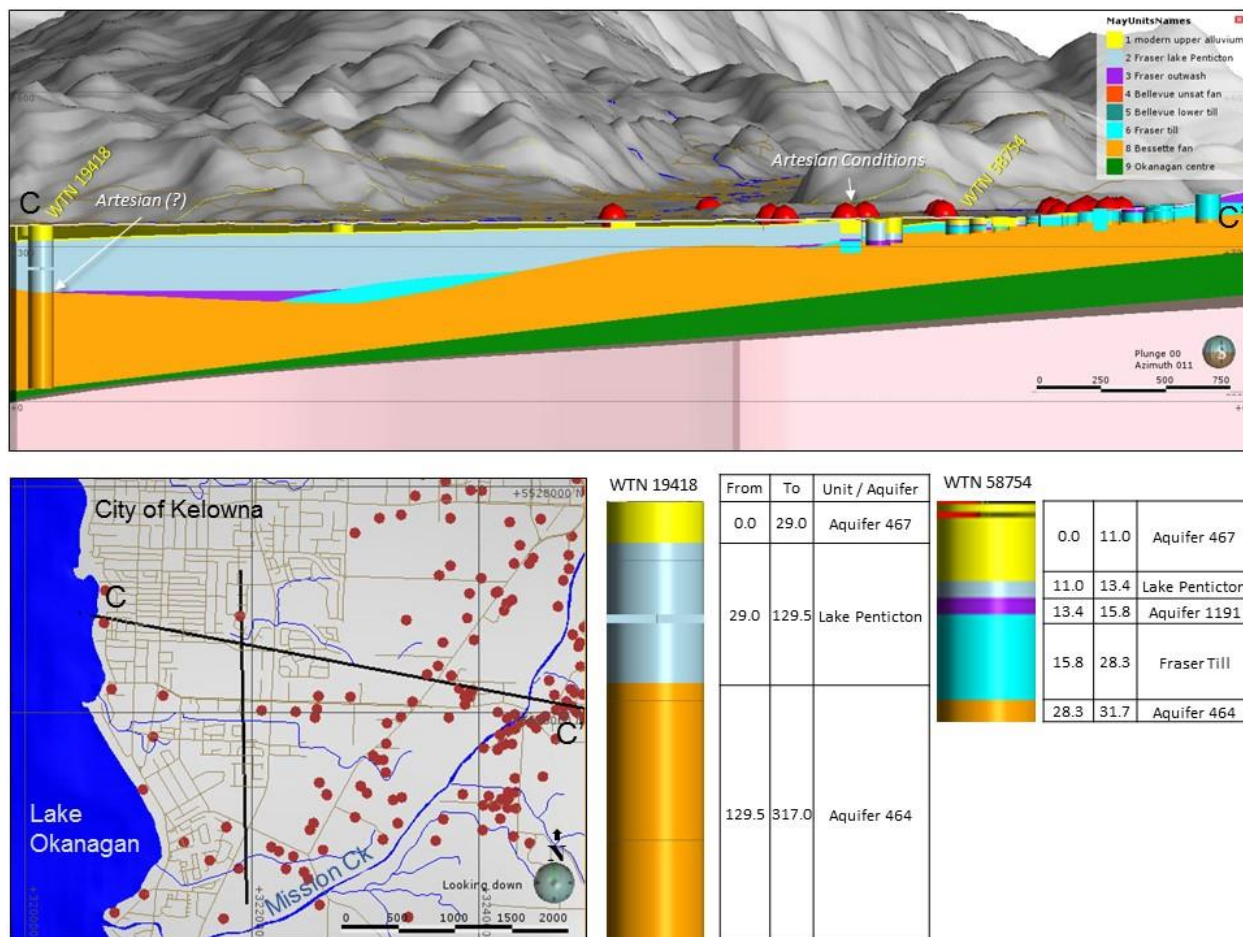 MayUnitsNames
1 modern upper alluvium
2 Fraser lake Penticton
3 Fraser outwash
4 Bellevue unsat fan
5 Bellevue lower till
6 Fraser till
8 Bessette fan
9 Okanagan centre
+600
WTN 19418
Artesian Conditions
WTN 58754
C
Artesian (?)
C'
+300
Plunge 00
Azimuth 011
S
0 250 500 750
+0
City of Kelowna
+5528000 N
C
C'
Lake
Okanagan
Mission Ck
N
Looking down
0 500 1000 1500 2000
WTN 19418
From To Unit / Aquifer
0.0 29.0 Aquifer 467
29.0 129.5 Lake Penticton
129.5 317.0 Aquifer 464
WTN 58754
0.0 11.0 Aquifer 467
11.0 13.4 Lake Penticton
13.4 15.8 Aquifer 1191
15.8 28.3 Fraser Till
28.3 31.7 Aquifer 464